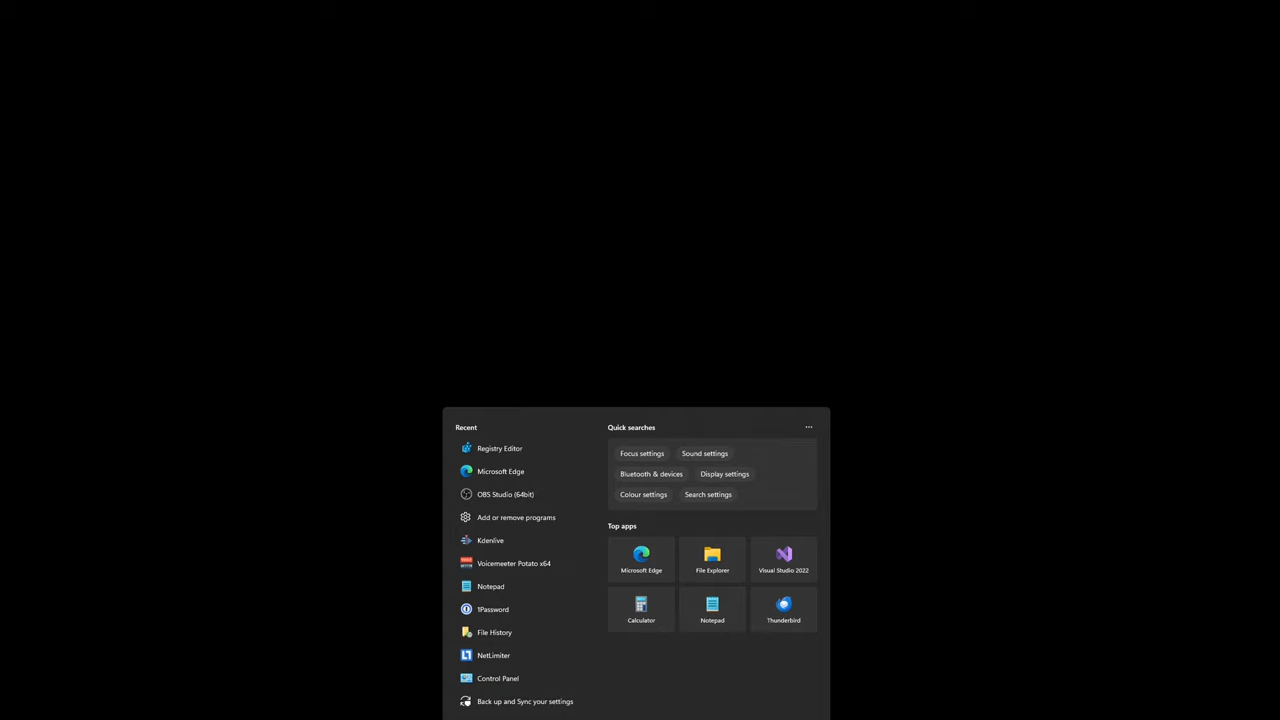 Recent
Registry Editor
Microsoft Edge
OBS Studio (64bit)
Add or remove programs
Kdenlive
Voicemeeter Potato x64
Notepad
1Password
File History
NetLimiter
Control Panel
Back up and Sync your settings
Quick searches
Focus settings Sound settings
Bluetooth & devices Display settings
Colour settings Search settings
Top apps
Microsoft Edge File Explorer Visual Studio 2022
Calculator Notepad Thunderbird